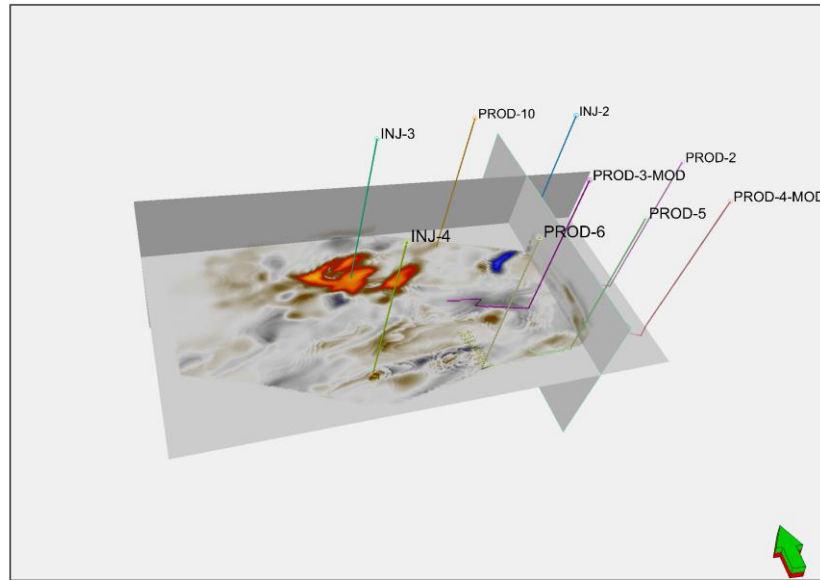 PROD-10
INJ-2
INJ-3
PROD-2
PROD-3-MOD
PROD-4-MOD
PROD-5
INJ-4
PROD-6